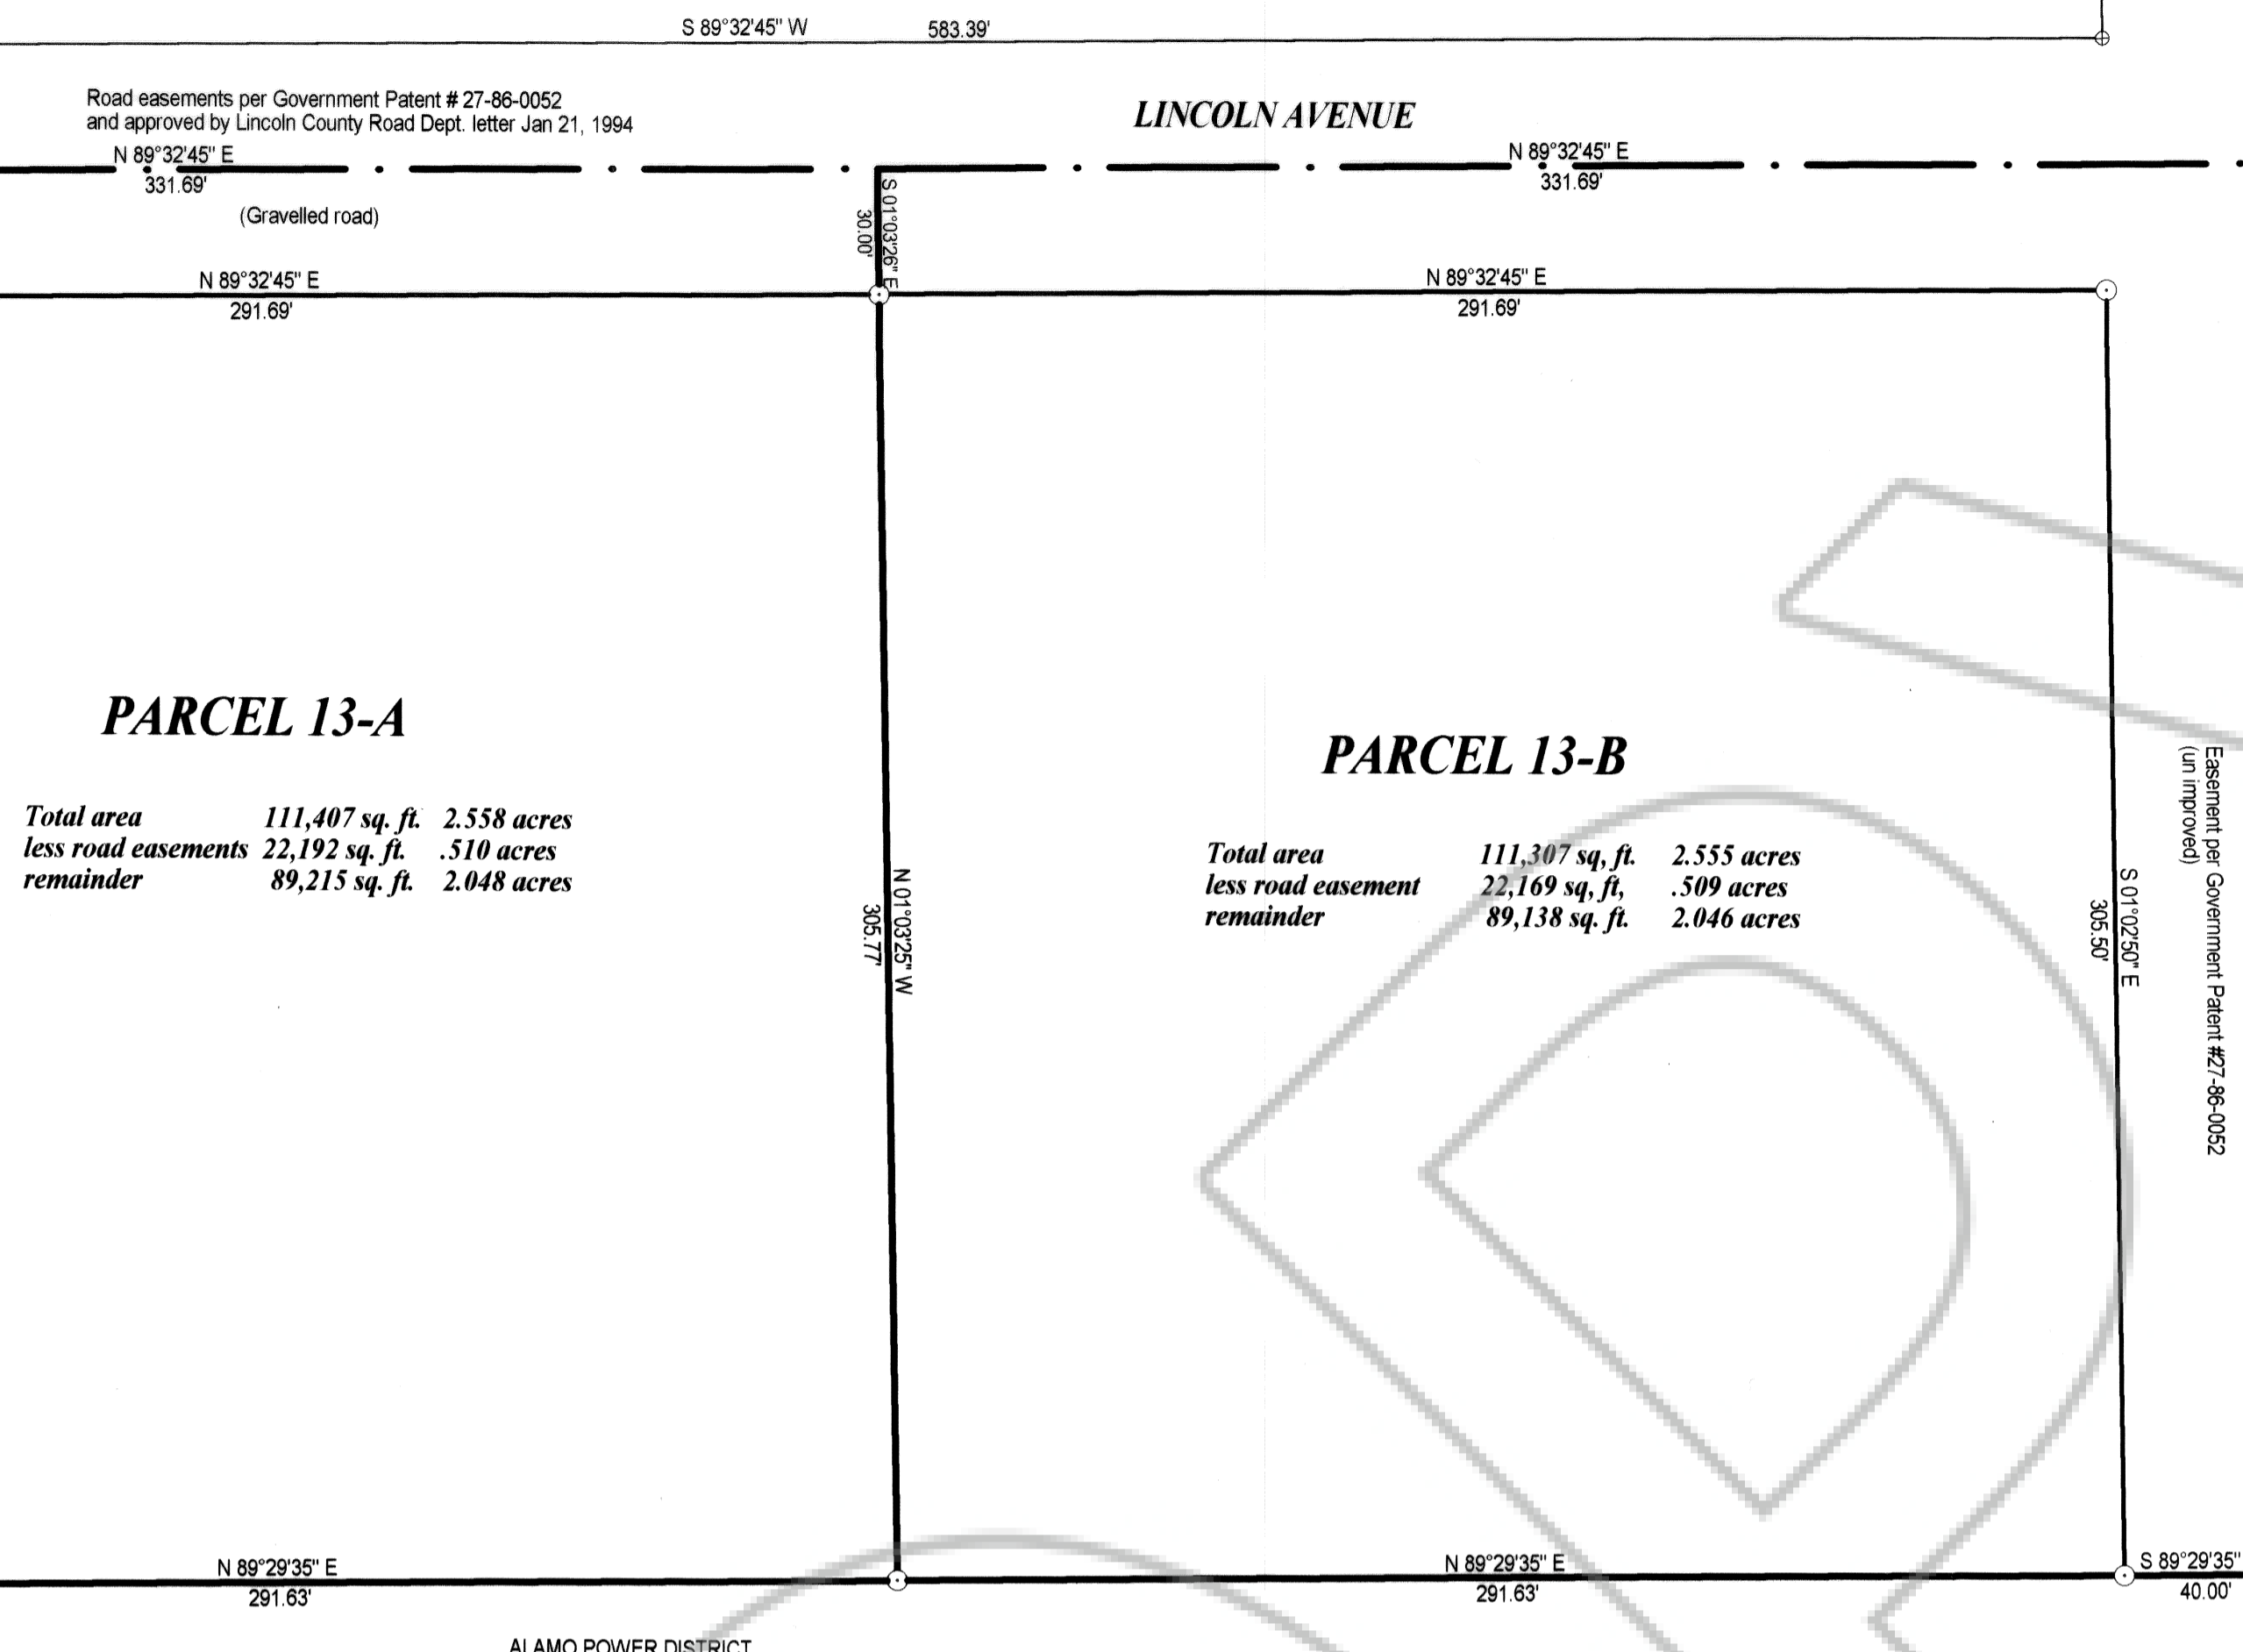 S 89°32'45" W 583.39'
Road easements per Government Patent # 27-86-0052
and approved by Lincoln County Road Dept. letter Jan 21, 1994
LINCOLN AVENUE
N 89°32'45" E
331.69'
N 89°32'45" E
331.69'
(Gravelled road)
S 01°03'26" E
30.00'
N 89°32'45" E
291.69'
N 89°32'45" E
291.69'
PARCEL 13-A
Total area 111,407 sq. ft. 2.558 acres
less road easements 22,192 sq. ft. .510 acres
remainder 89,215 sq. ft. 2.048 acres
N 01°03'25" W
305.77'
PARCEL 13-B
Total area 111,307 sq, ft. 2.555 acres
less road easement 22,169 sq, ft, .509 acres
remainder 89,138 sq. ft. 2.046 acres
S 01°02'50" E
305.50'
Easement per Government Patent #27-86-0052
(un improved)
N 89°29'35" E
291.63'
N 89°29'35" E
291.63'
S 89°29'35"
40.00'
ALAMO POWER DISTRICT